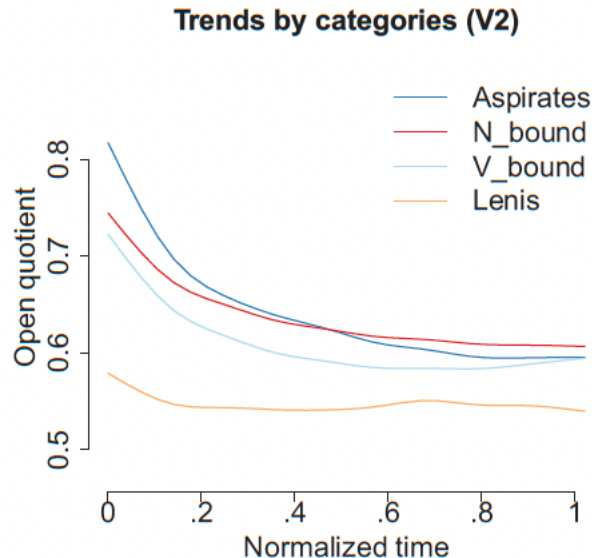 Trends by categories (V2)
Aspirates
N_bound
V_bound
Lenis
Open quotient
0.8
0.7
0.6
0.5
0 .2 .4 .6 .8 1
Normalized time